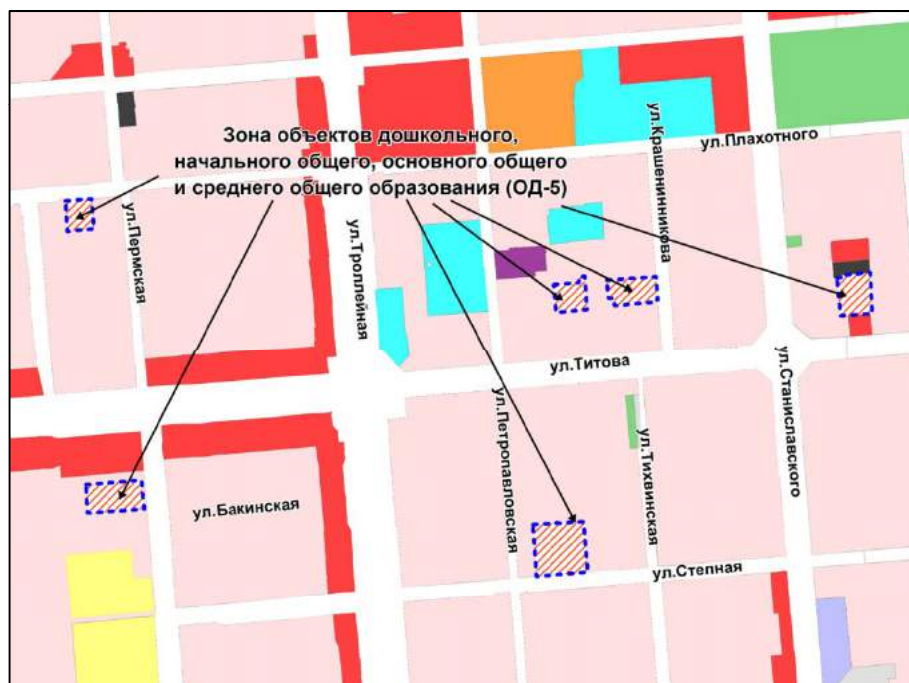 ул.Плахотного
ул.Крашенинникова
Зона объектов дошкольного,
начального общего, основного общего
и среднего общего образования (ОД-5)
ул.Пермская
ул.Троллейная
ул.Титова
ул.Станиславского
ул.Петропавловская
ул.Тихвинская
ул.Бакинская
ул.Степная